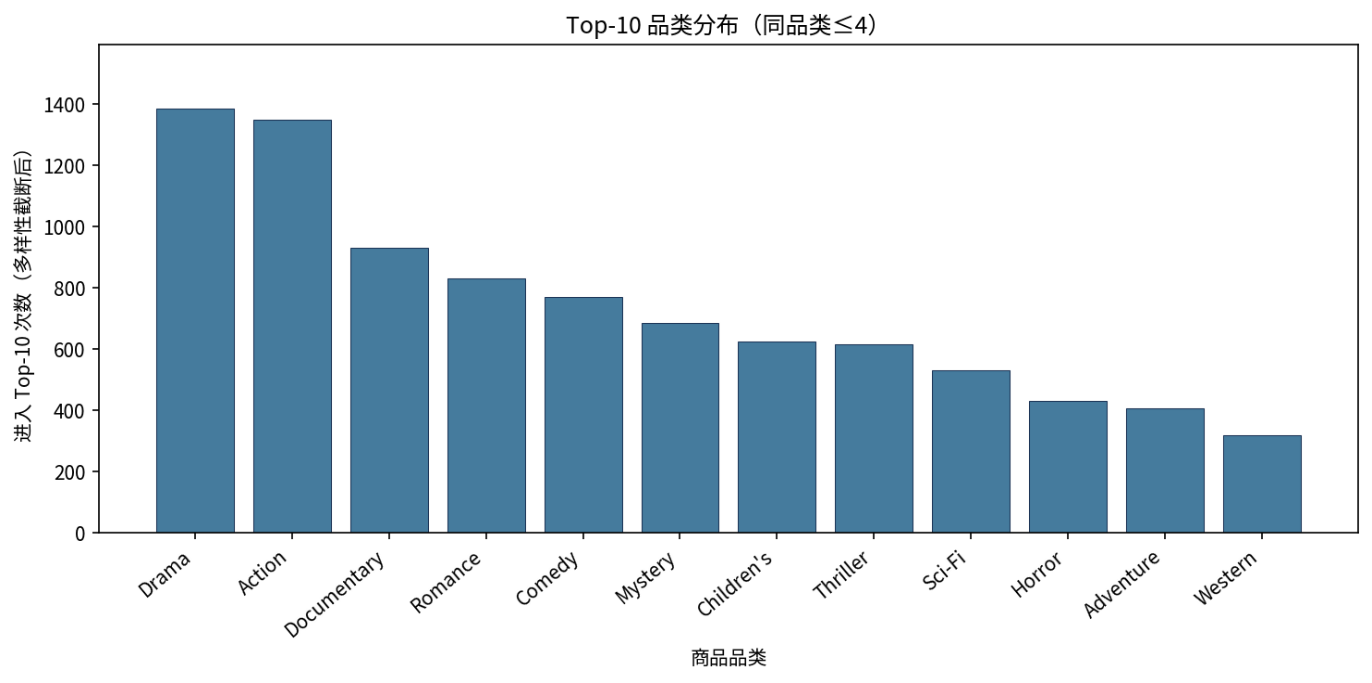 Top-10 品类分布（同品类≤4）
进入 Top-10 次数（多样性截断后）
1400
1200
1000
800
600
400
200
0
Drama
Action
Documentary
Romance
Comedy
Mystery
Children's
Thriller
Sci-Fi
Horror
Adventure
Western
商品品类